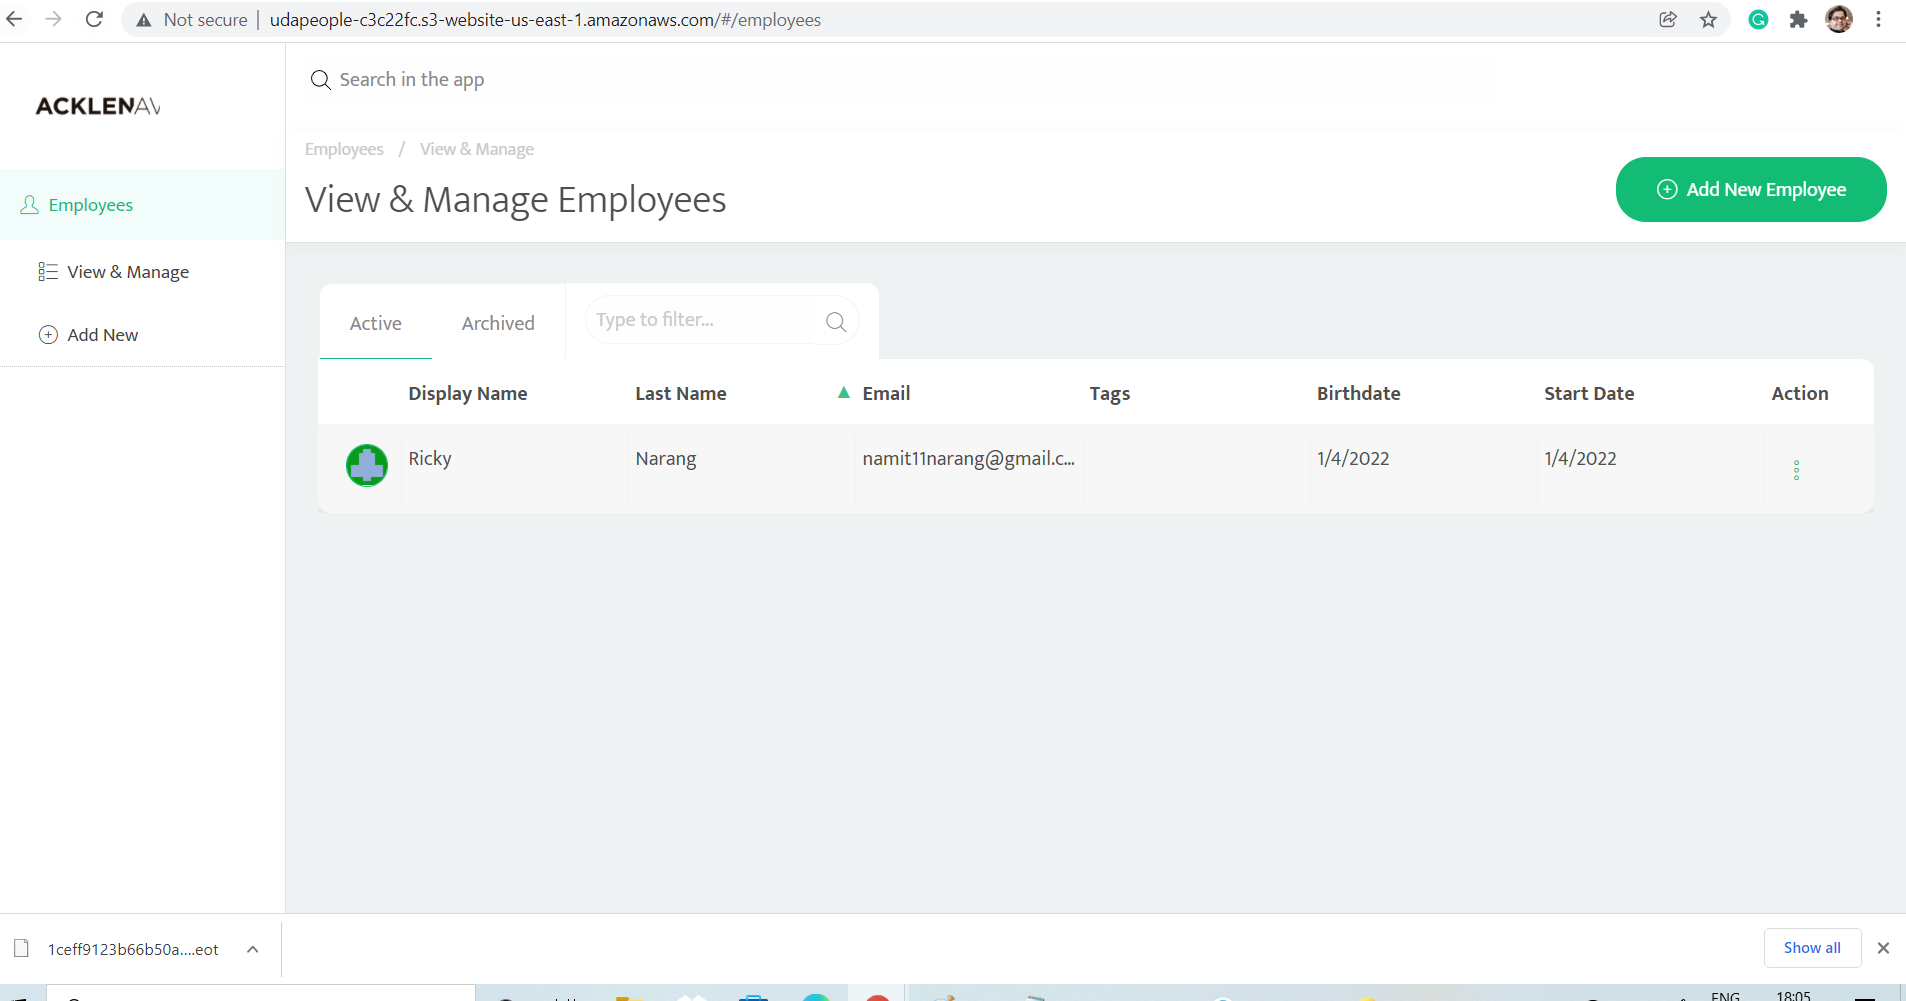 Not secure | udapeople-c3c22fc.s3-website-us-east-1.amazonaws.com/#/employees
ACKLENAV
Search in the app
Employees / View & Manage
View & Manage Employees
Add New Employee
Employees
View & Manage
Add New
Active Archived Type to filter...
Display Name Last Name Email Tags Birthdate Start Date Action
Ricky Narang namit11narang@gmail.c... 1/4/2022 1/4/2022
1ceff9123b66b50a....eot
Show all
ENG 18:05